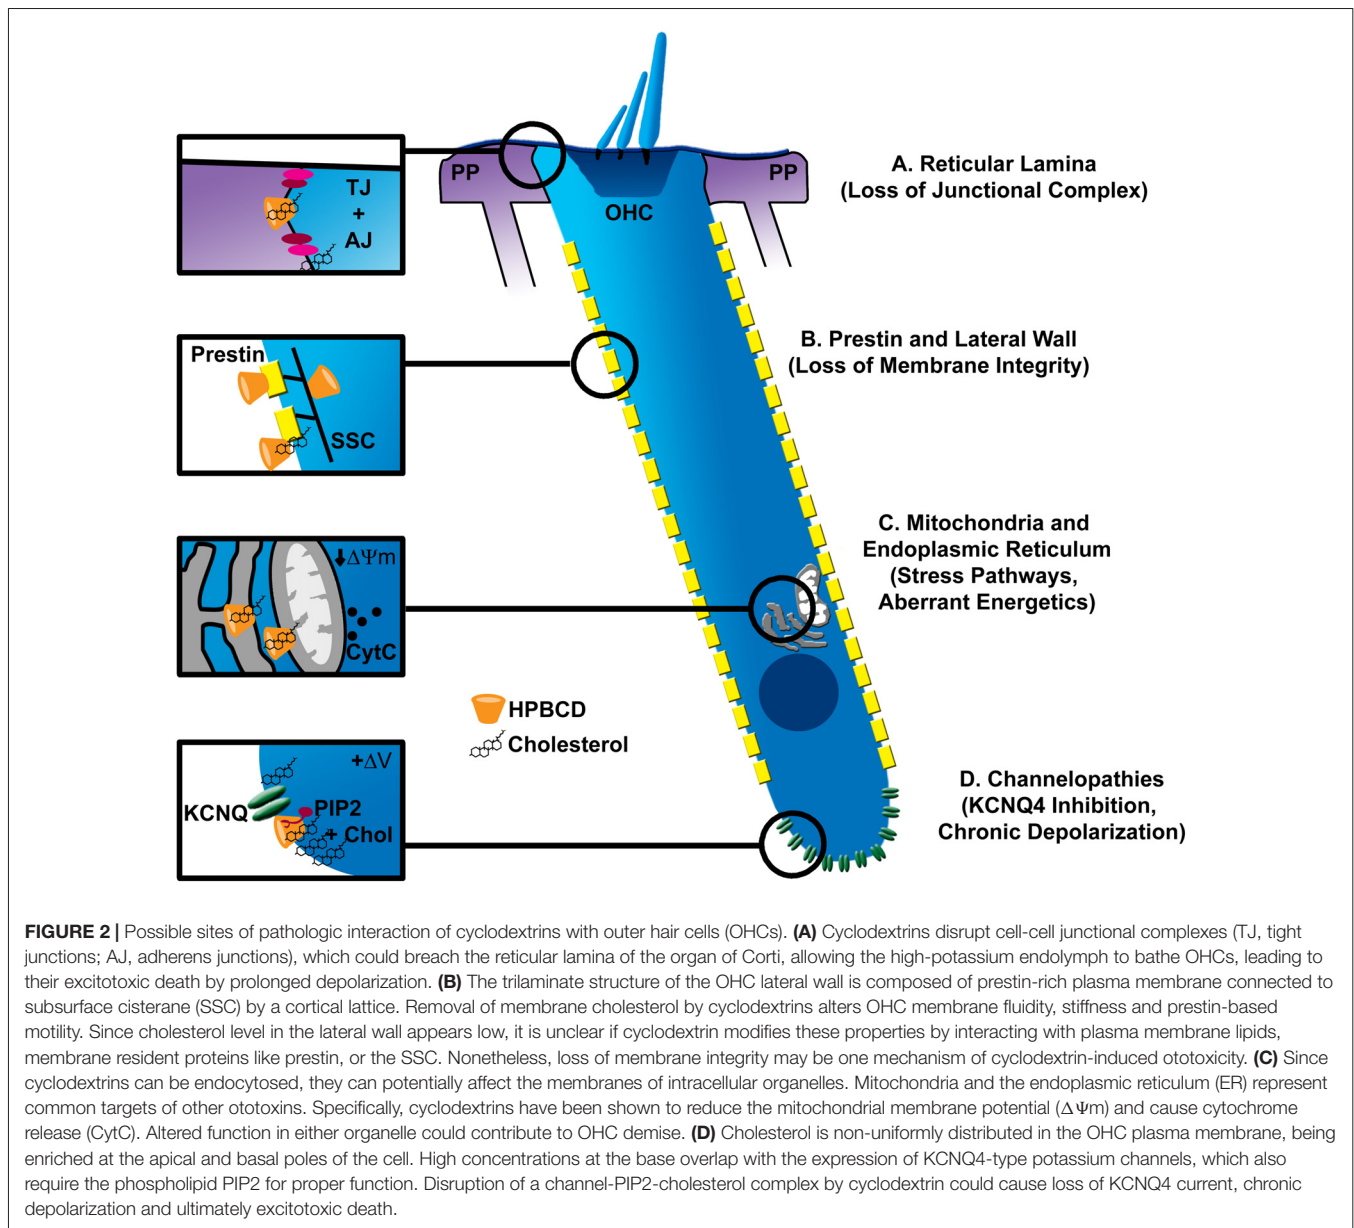 PP
PP
OHC
A. Reticular Lamina
(Loss of Junctional Complex)
TJ
+
AJ
B. Prestin and Lateral Wall
(Loss of Membrane Integrity)
Prestin
SSC
C. Mitochondria and
Endoplasmic Reticulum
(Stress Pathways,
Aberrant Energetics)
ΔΨm
CytC
HPBCD
Cholesterol
+ΔV
KCNQ
PIP2
+ Chol
D. Channelopathies
(KCNQ4 Inhibition,
Chronic Depolarization)
FIGURE 2 | Possible sites of pathologic interaction of cyclodextrins with outer hair cells (OHCs). (A) Cyclodextrins disrupt cell-cell junctional complexes (TJ, tight
junctions; AJ, adherens junctions), which could breach the reticular lamina of the organ of Corti, allowing the high-potassium endolymph to bathe OHCs, leading to
their excitotoxic death by prolonged depolarization. (B) The trilaminate structure of the OHC lateral wall is composed of prestin-rich plasma membrane connected to
subsurface cisterane (SSC) by a cortical lattice. Removal of membrane cholesterol by cyclodextrins alters OHC membrane fluidity, stiffness and prestin-based
motility. Since cholesterol level in the lateral wall appears low, it is unclear if cyclodextrin modifies these properties by interacting with plasma membrane lipids,
membrane resident proteins like prestin, or the SSC. Nonetheless, loss of membrane integrity may be one mechanism of cyclodextrin-induced ototoxicity. (C) Since
cyclodextrins can be endocytosed, they can potentially affect the membranes of intracellular organelles. Mitochondria and the endoplasmic reticulum (ER) represent
common targets of other ototoxins. Specifically, cyclodextrins have been shown to reduce the mitochondrial membrane potential (ΔΨm) and cause cytochrome
release (CytC). Altered function in either organelle could contribute to OHC demise. (D) Cholesterol is non-uniformly distributed in the OHC plasma membrane, being
enriched at the apical and basal poles of the cell. High concentrations at the base overlap with the expression of KCNQ4-type potassium channels, which also
require the phospholipid PIP2 for proper function. Disruption of a channel-PIP2-cholesterol complex by cyclodextrin could cause loss of KCNQ4 current, chronic
depolarization and ultimately excitotoxic death.